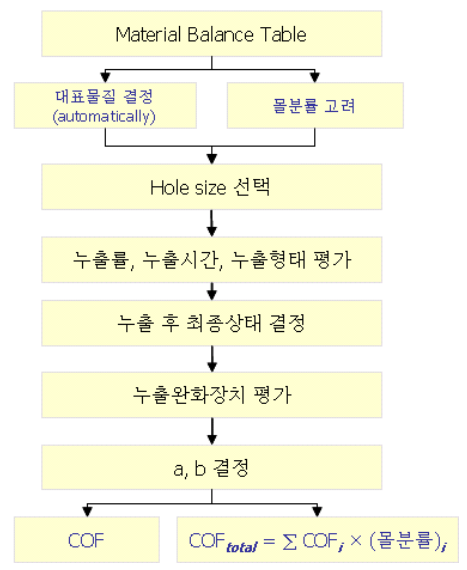 Material Balance Table
대표물질 결정
(automatically)
몰분률 고려
Hole size 선택
누출률, 누출시간, 누출형태 평가
누출 후 최종상태 결정
누출완화장치 평가
a, b 결정
COF
COFtotal = ∑ COFi × (몰분률)i